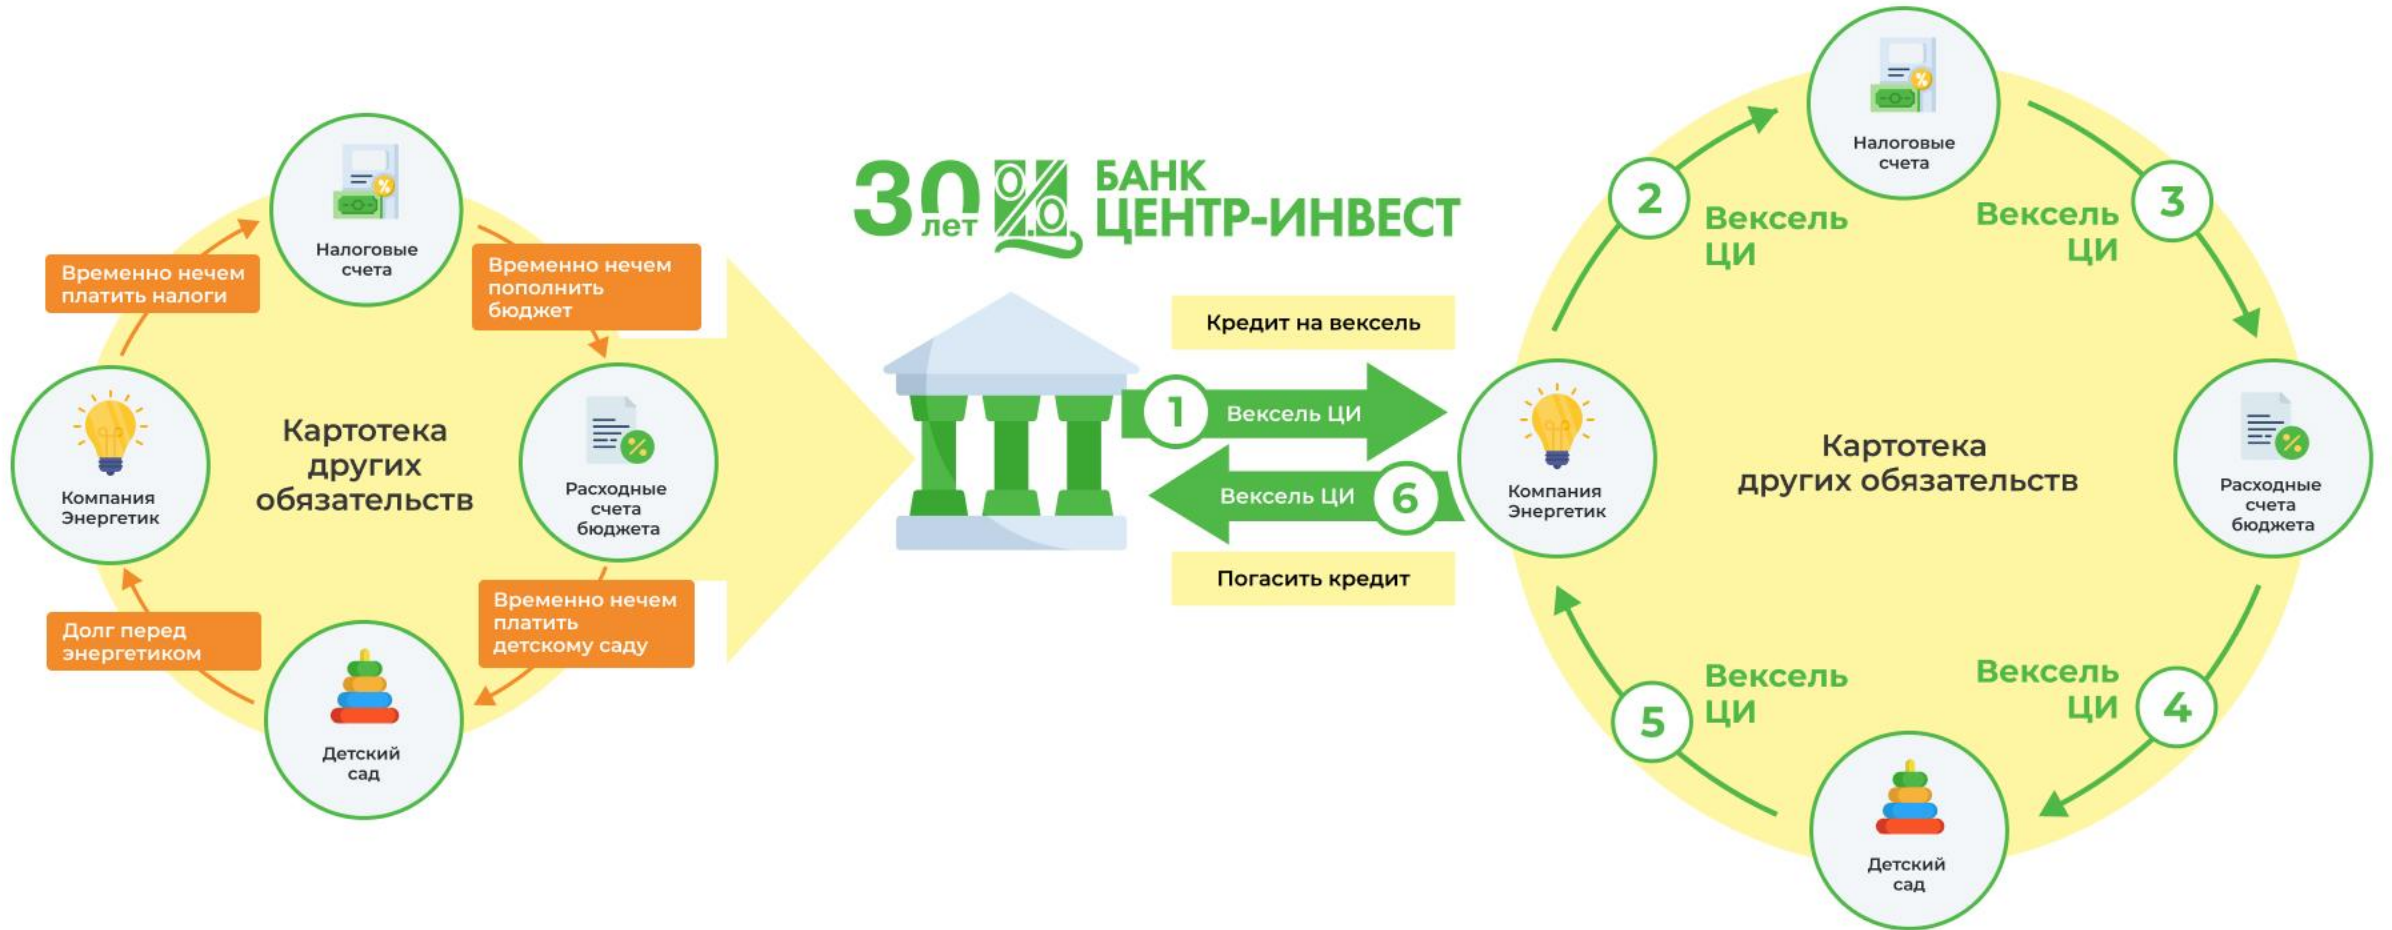 Налоговые
счета
Временно нечем
платить налоги
Временно нечем
пополнить
бюджет
Компания
Энергетик
Картотека
других
обязательств
Расходные
счета
бюджета
Долг перед
энергетиком
Временно нечем
платить
детскому саду
Детский
сад
30
лет
%
БАНК
ЦЕНТР-ИНВЕСТ
Кредит на вексель
1
Вексель ЦИ
Вексель ЦИ
6
Погасить кредит
Налоговые
счета
2
Вексель
ЦИ
Вексель
ЦИ
3
Компания
Энергетик
Картотека
других обязательств
Расходные
счета
бюджета
5
Вексель
ЦИ
Вексель
ЦИ
4
Детский
сад